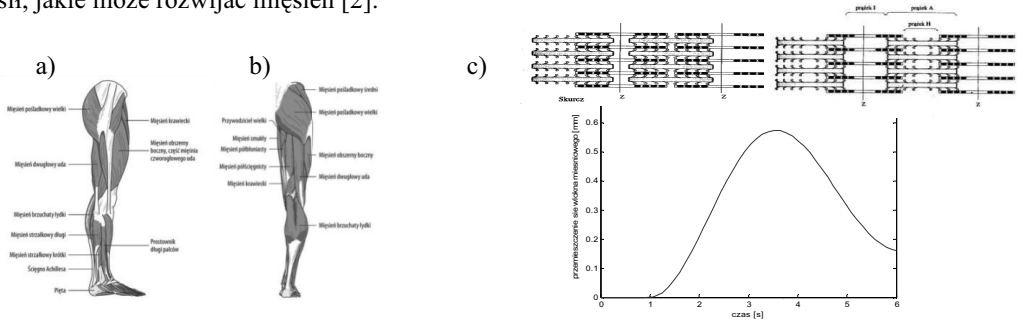 sił, jakie może rozwijać mięsień [2].
a)
Mięsień pośladkowy wielki
Mięsień dwugłowy uda
Mięsień brzuchaty łydki
Mięsień strzałkowy długi
Mięsień strzałkowy krótki
Ścięgno Achillesa
Pięta
Mięsień krawiecki
Mięsień obszerny
boczny, część mięśnia
czworogłowego uda
Prostownik
długi palców
b)
Przywodziciel wielki
Mięsień smukły
Mięsień półbłoniasty
Mięsień półścięgnisty
Mięsień krawiecki
Mięsień pośladkowy średni
Mięsień pośladkowy wielki
Mięsień obszerny boczny
Mięsień dwugłowy uda
Mięsień brzuchaty łydki
c)
prążek I
prążek A
prążek H
Z
Z
Z
Z
Skurcz
przemieszczenie sie wlokna miesniowego [mm]
0.6
0.5
0.4
0.3
0.2
0.1
0
0 1 2 3 4 5 6
czas [s]